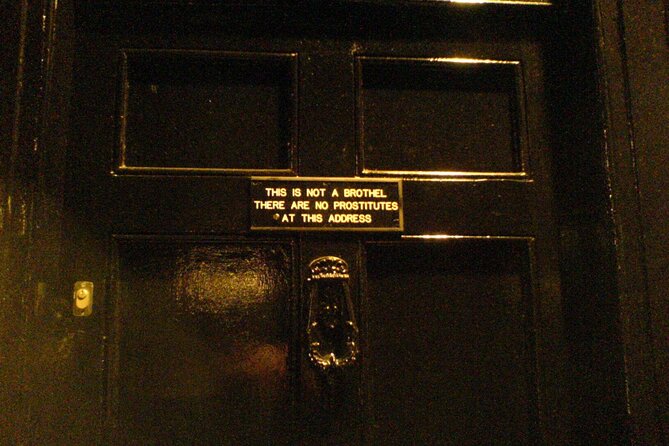 THIS IS NOT A BROTHEL
THERE ARE NO PROSTITUTES
AT THIS ADDRESS